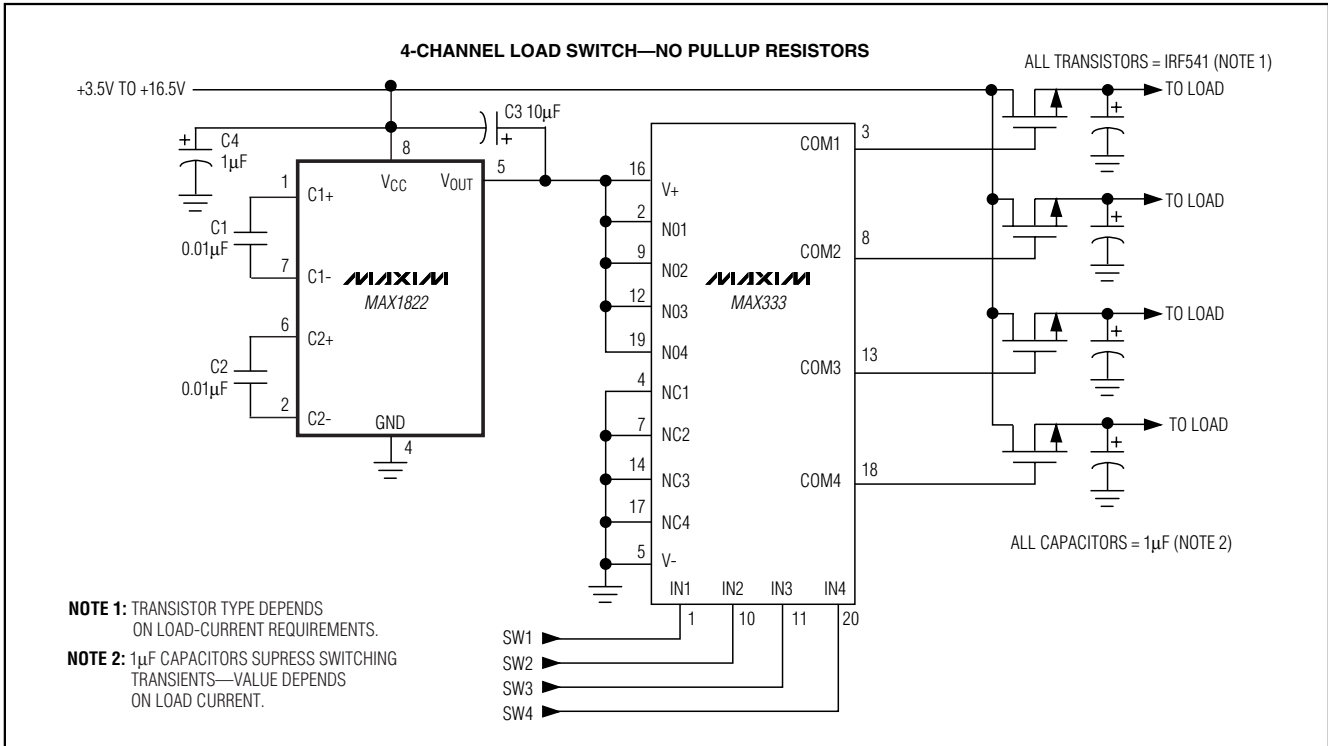 4-CHANNEL LOAD SWITCH—NO PULLUP RESISTORS
ALL TRANSISTORS = IRF541 (NOTE 1)
+3.5V TO +16.5V
TO LOAD
C3 10µF
+
+
C4
1µF
8
VCC
VOUT
5
1
C1+
C1
0.01µF
7
C1-
MAXIM
MAX1822
6
C2+
C2
0.01µF
2
C2-
GND
4
16
V+
2
N01
9
N02
12
N03
19
N04
4
NC1
7
NC2
14
NC3
17
NC4
5
V-
MAXIM
MAX333
COM1
3
COM2
8
COM3
13
COM4
18
IN1
IN2
IN3
IN4
1
10
11
20
SW1
SW2
SW3
SW4
+
TO LOAD
+
TO LOAD
+
TO LOAD
+
ALL CAPACITORS = 1µF (NOTE 2)
NOTE 1: TRANSISTOR TYPE DEPENDS
ON LOAD-CURRENT REQUIREMENTS.
NOTE 2: 1µF CAPACITORS SUPRESS SWITCHING
TRANSIENTS—VALUE DEPENDS
ON LOAD CURRENT.